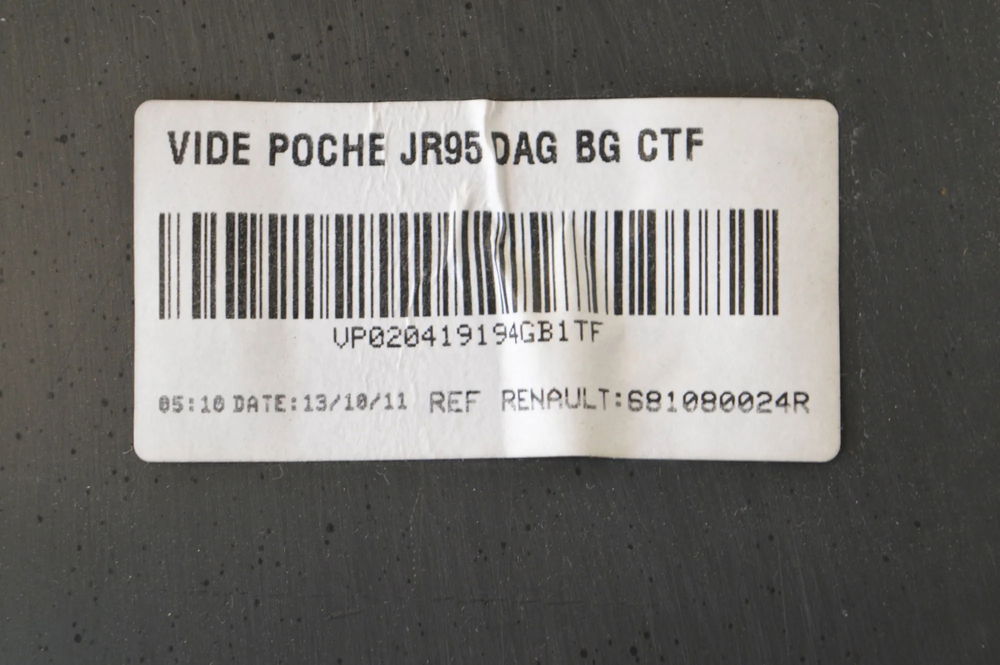 VIDE POCHE JR95 DAG BG CTF
VP020419194GB1TF
05:10 DATE:13/10/11 REF RENAULT:681080024R